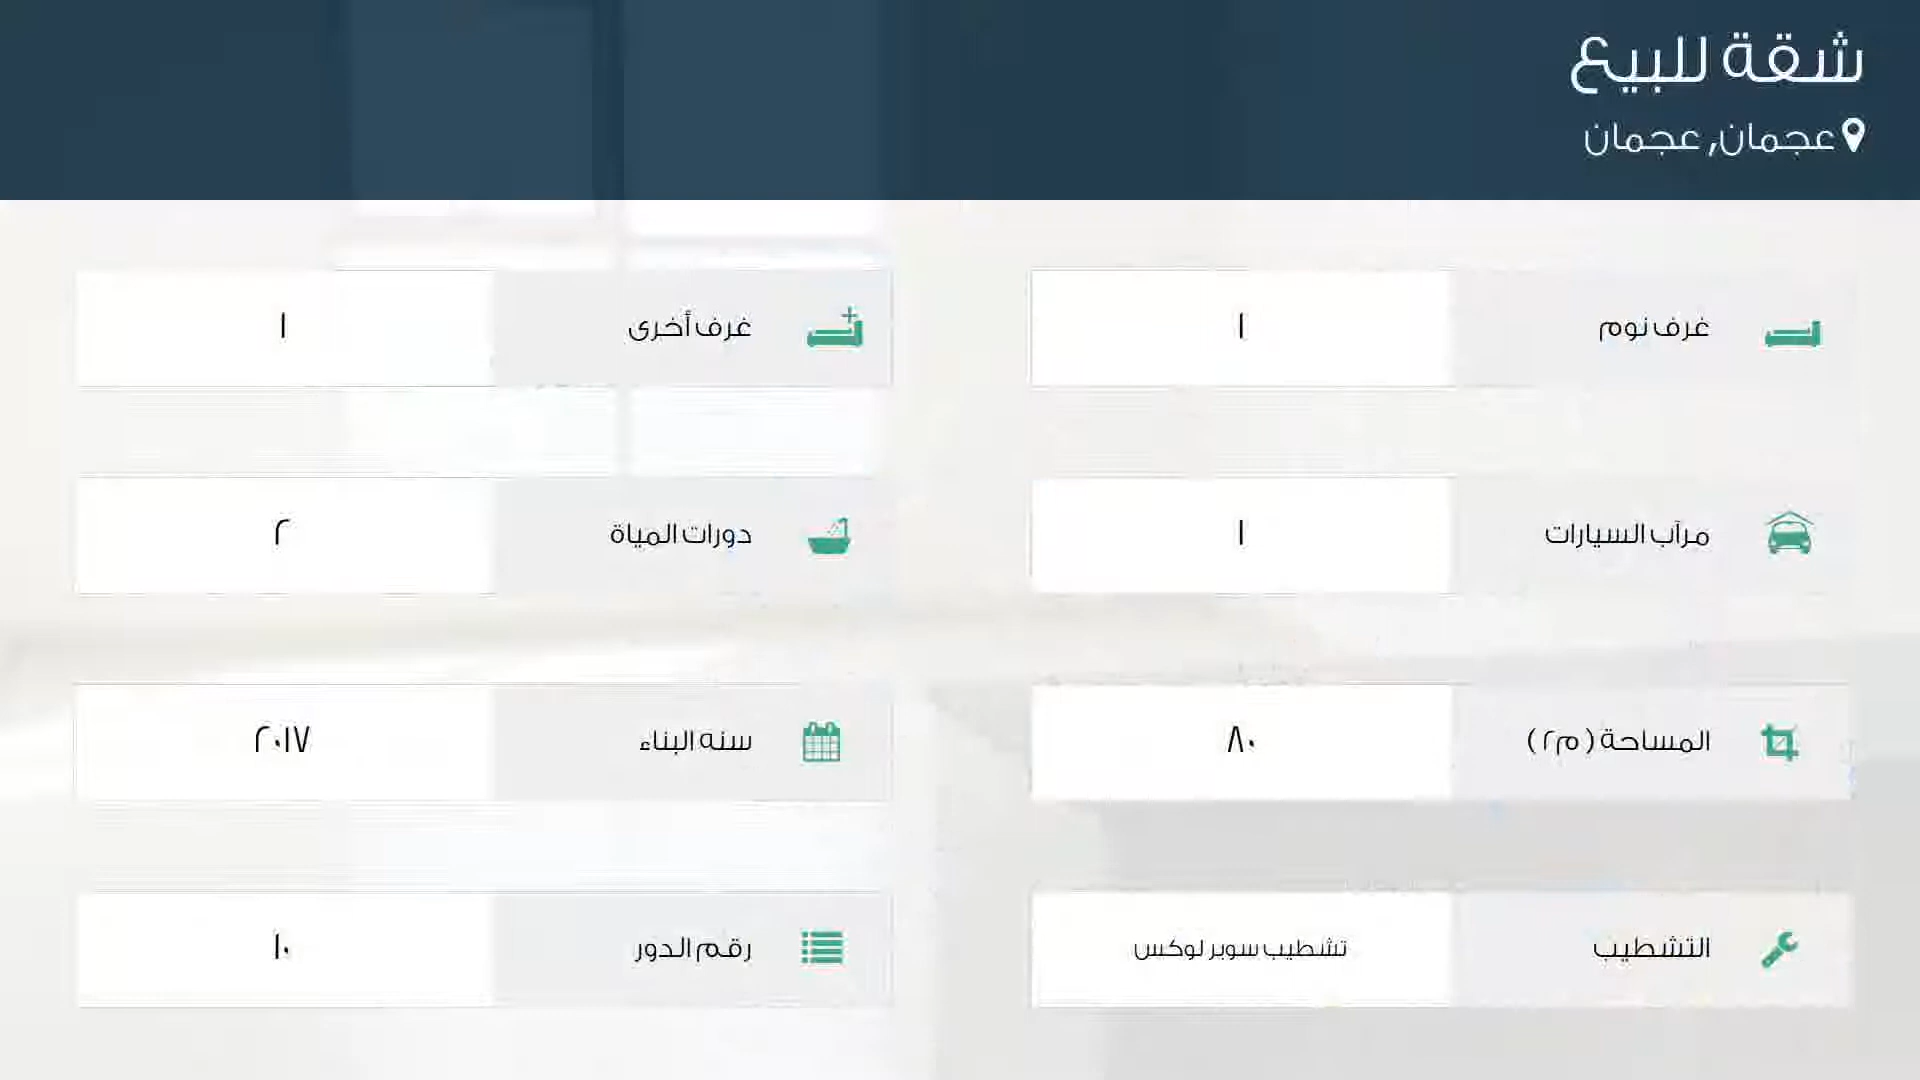 شقة للبيع
عجمان, عجمان
غرف نوم ١
غرف أخرى ١
مرآب السيارات ١
دورات المياة ٢
المساحة ( م٢ ) ٨٠
سنه البناء ٢٠١٧
التشطيب تشطيب سوبر لوكس
رقم الدور ١٠